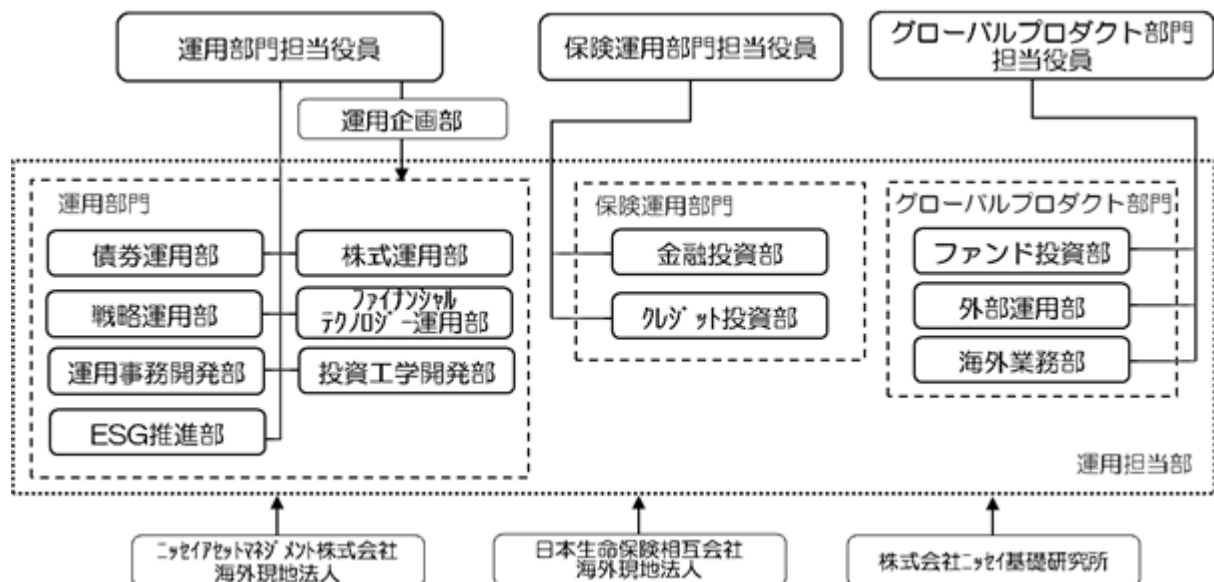 運用部門担当役員
保険運用部門担当役員
グローバルプロダクト部門
担当役員
運用企画部
運用部門
債券運用部
株式運用部
戦略運用部
ファイナンシャル
テクノロジー運用部
運用事務開発部
投資工学開発部
ESG推進部
保険運用部門
金融投資部
クレジット投資部
グローバルプロダクト部門
ファンド投資部
外部運用部
海外業務部
運用担当部
ニッセイアセットマネジメント株式会社
海外現地法人
日本生命保険相互会社
海外現地法人
株式会社ニッセイ基礎研究所